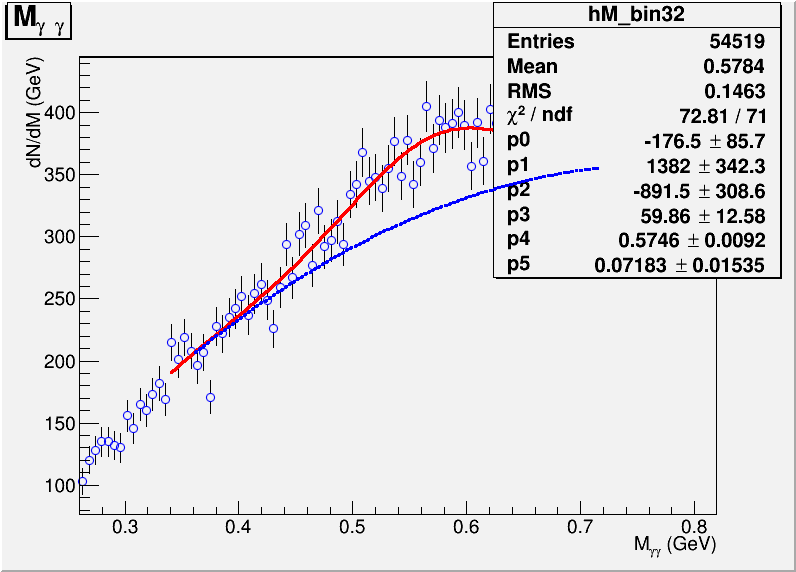 M γ γ
hM_bin32
Entries 54519
Mean 0.5784
RMS 0.1463
χ² / ndf 72.81 / 71
p0 -176.5 ± 85.7
p1 1382 ± 342.3
p2 -891.5 ± 308.6
p3 59.86 ± 12.58
p4 0.5746 ± 0.0092
p5 0.07183 ± 0.01535
dN/dM (GeV)
400
350
300
250
200
150
100
0.3 0.4 0.5 0.6 0.7 0.8
M γγ (GeV)